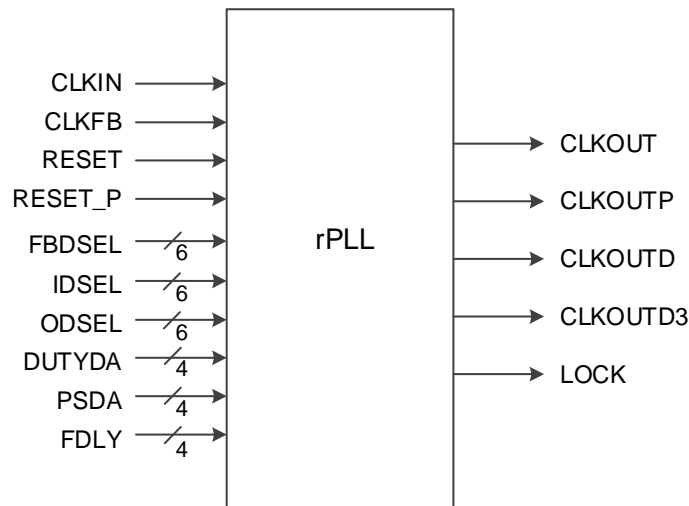 CLKIN
CLKFB
RESET
RESET_P
FBDSEL 6
IDSEL 6
ODSEL 6
DUTYDA 4
PSDA 4
FDLY 4
rPLL
CLKOUT
CLKOUTP
CLKOUTD
CLKOUTD3
LOCK